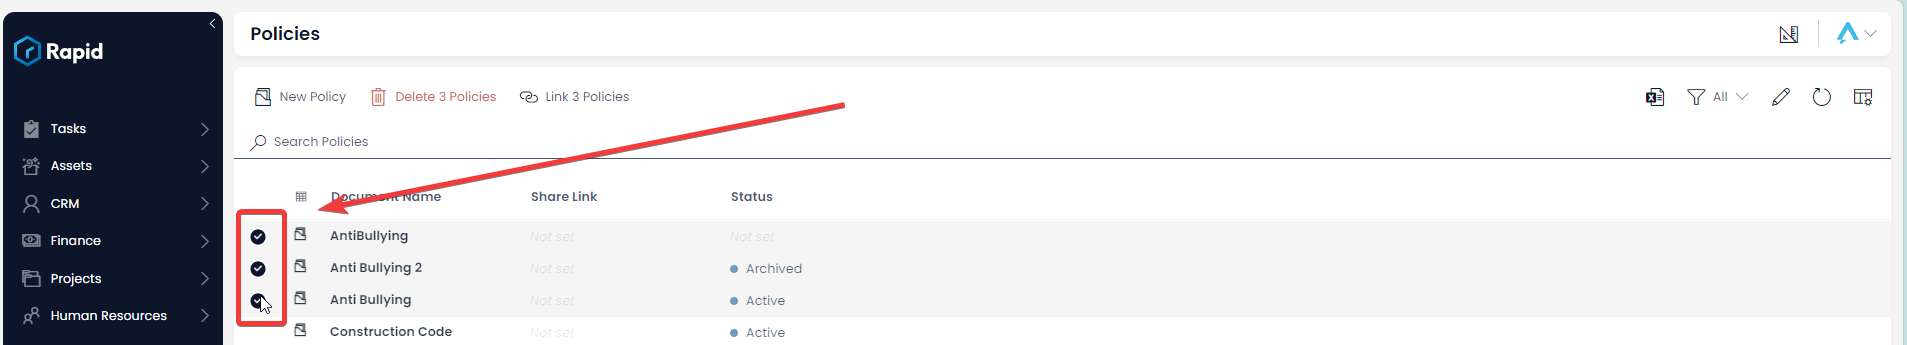 Rapid
Tasks
Assets
CRM
Finance
Projects
Human Resources
Policies
New Policy Delete 3 Policies Link 3 Policies All
Search Policies
Document Name Share Link Status
AntiBullying Not set Not set
Anti Bullying 2 Not set Archived
Anti Bullying Not set Active
Construction Code Not set Active